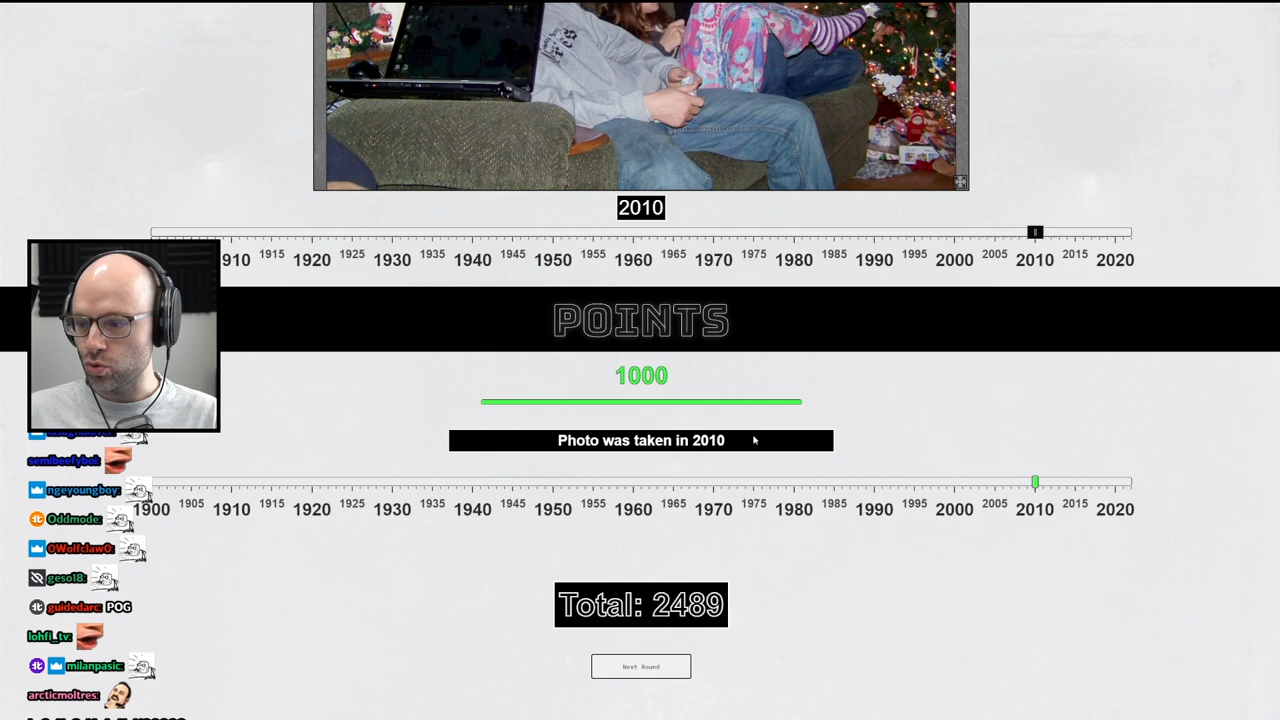 2010
910 1915 1920 1925 1930 1935 1940 1945 1950 1955 1960 1965 1970 1975 1980 1985 1990 1995 2000 2005 2010 2015 2020
POINTS
1000
Photo was taken in 2010
1900 1905 1910 1915 1920 1925 1930 1935 1940 1945 1950 1955 1960 1965 1970 1975 1980 1985 1990 1995 2000 2005 2010 2015 2020
semibeefyboi:
ngeyoungboy:
Oddmode:
OWolfclawO:
geso18:
guidedarc: POG
lohfi_tv:
milanpasic:
arcticmoltres:
Total: 2489
Next Round